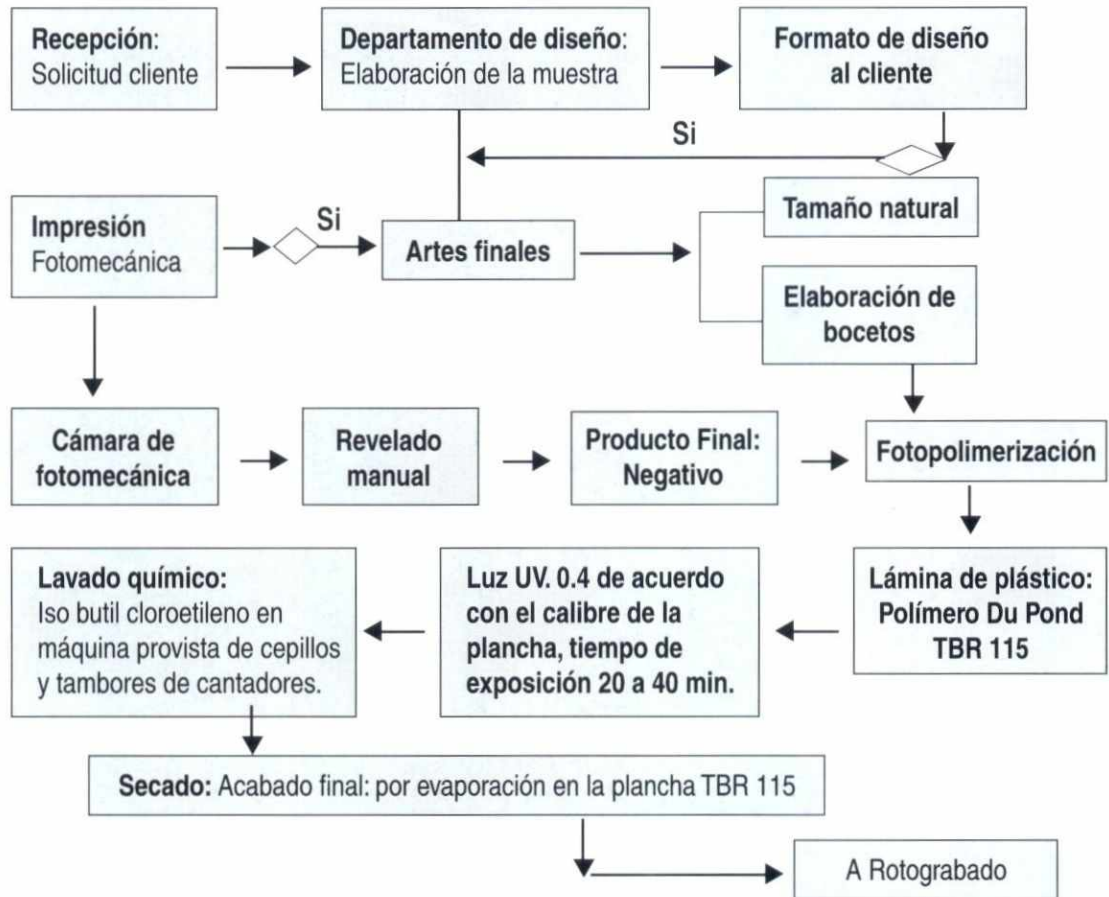 Recepción:
Solicitud cliente
Departamento de diseño:
Elaboración de la muestra
Formato de diseño
al cliente
Si
Impresión
Fotomecánica
Si
Artes finales
Tamaño natural
Elaboración de
bocetos
Cámara de
fotomecánica
Revelado
manual
Producto Final:
Negativo
Fotopolimerización
Lavado químico:
Iso butil cloroetileno en
máquina provista de cepillos
y tambores de cantadores.
Luz UV. 0.4 de acuerdo
con el calibre de la
plancha, tiempo de
exposición 20 a 40 min.
Lámina de plástico:
Polímero Du Pond
TBR 115
Secado: Acabado final: por evaporación en la plancha TBR 115
A Rotograbado